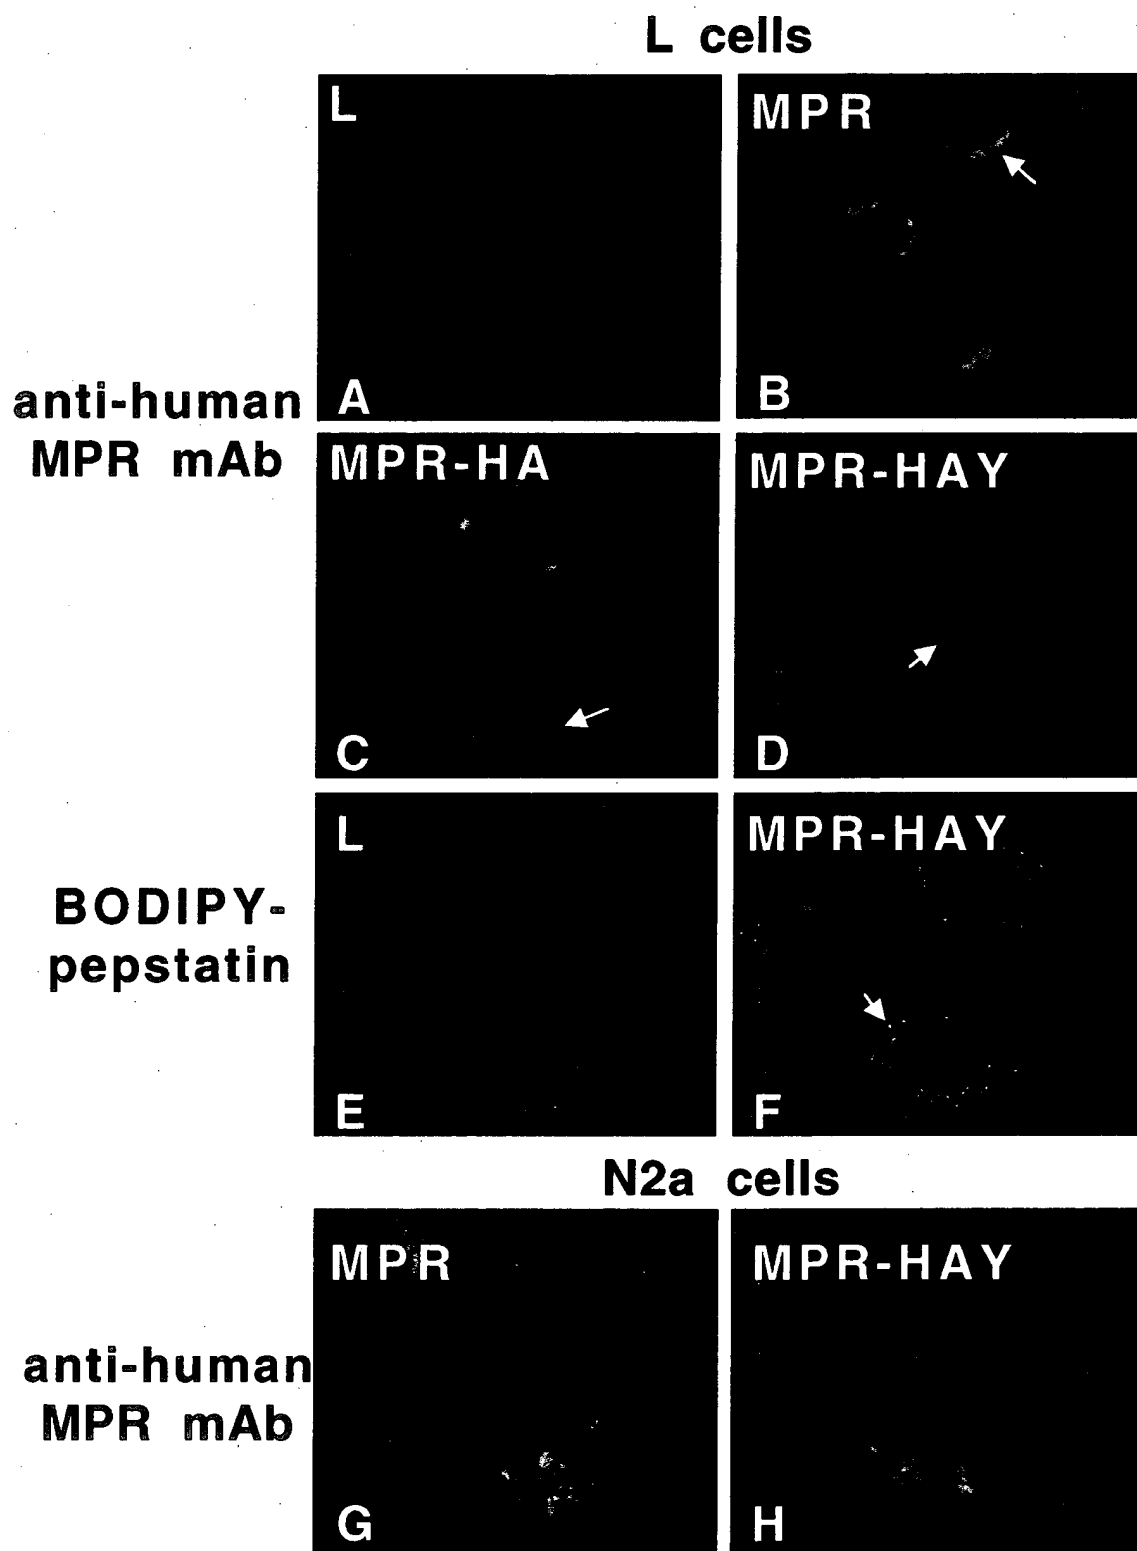 L cells
L
MPR
A
B
anti-human
MPR mAb
MPR-HA
MPR-HAY
C
D
L
MPR-HAY
BODIPY-
pepstatin
E
F
N2a cells
MPR
MPR-HAY
anti-human
MPR mAb
G
H